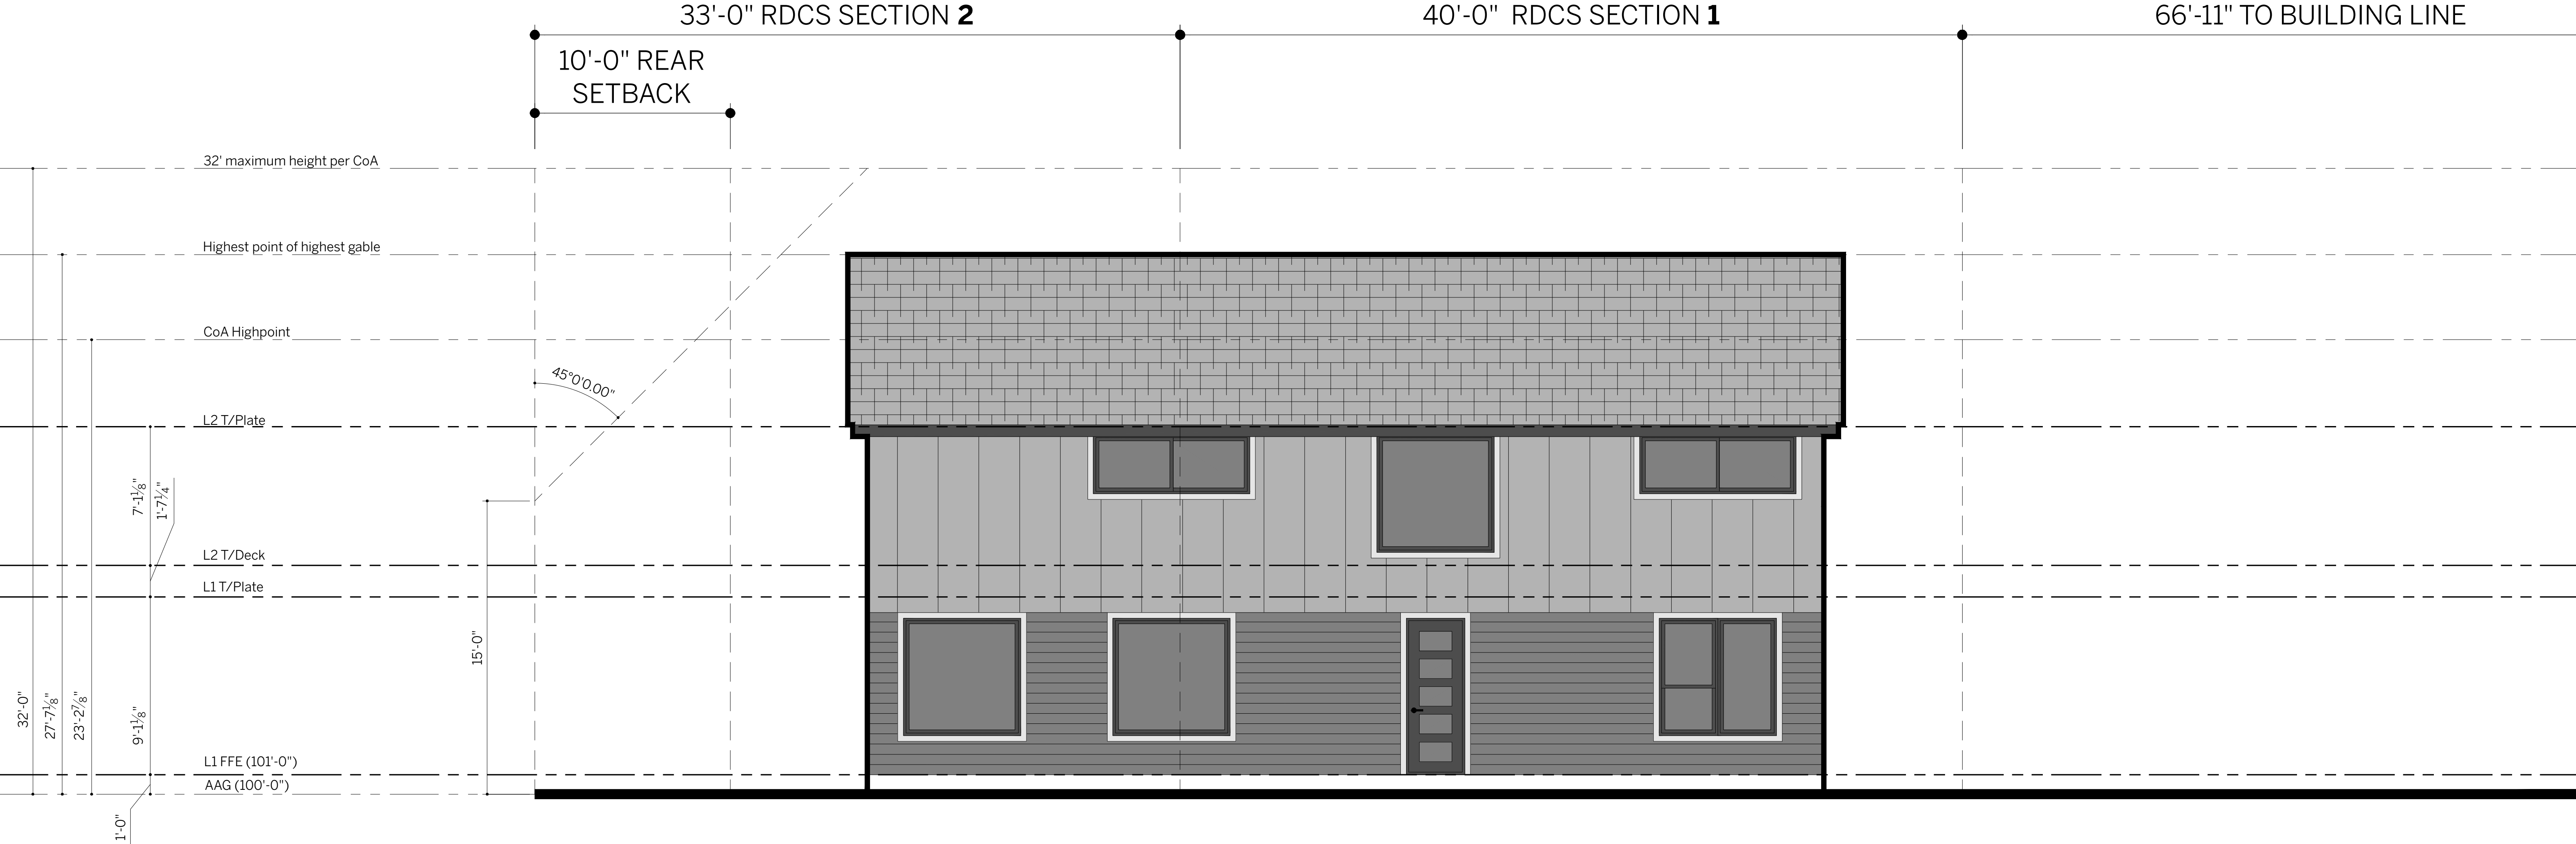 33'-0" RDCS SECTION 2
40'-0" RDCS SECTION 1
66'-11" TO BUILDING LINE
10'-0" REAR
SETBACK
32' maximum height per CoA
Highest point of highest gable
CoA Highpoint
45°0'0.00"
L2 T/Plate
7'-1⅛"
1'-7¼"
L2 T/Deck
L1 T/Plate
15'-0"
32'-0"
27'-7⅛"
23'-2⅞"
9'-1⅛"
L1 FFE (101'-0")
AAG (100'-0")
1'-0"